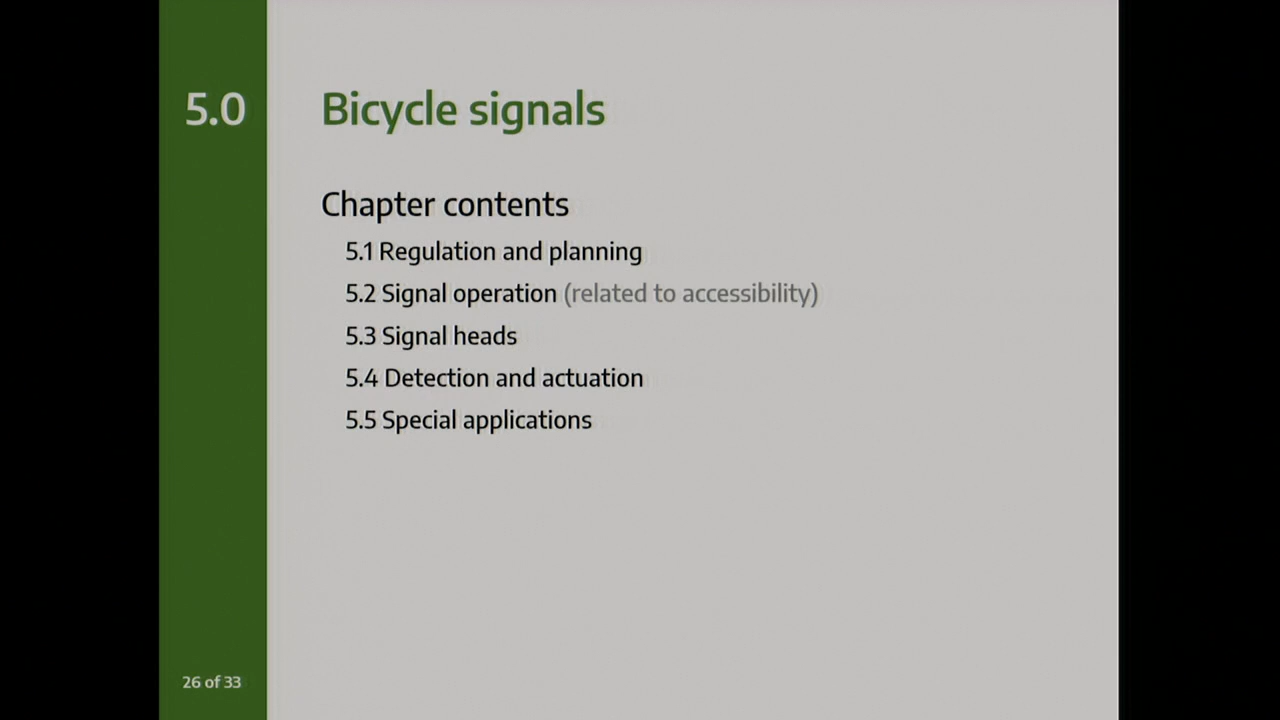 5.0 Bicycle signals
Chapter contents
5.1 Regulation and planning
5.2 Signal operation (related to accessibility)
5.3 Signal heads
5.4 Detection and actuation
5.5 Special applications
26 of 33